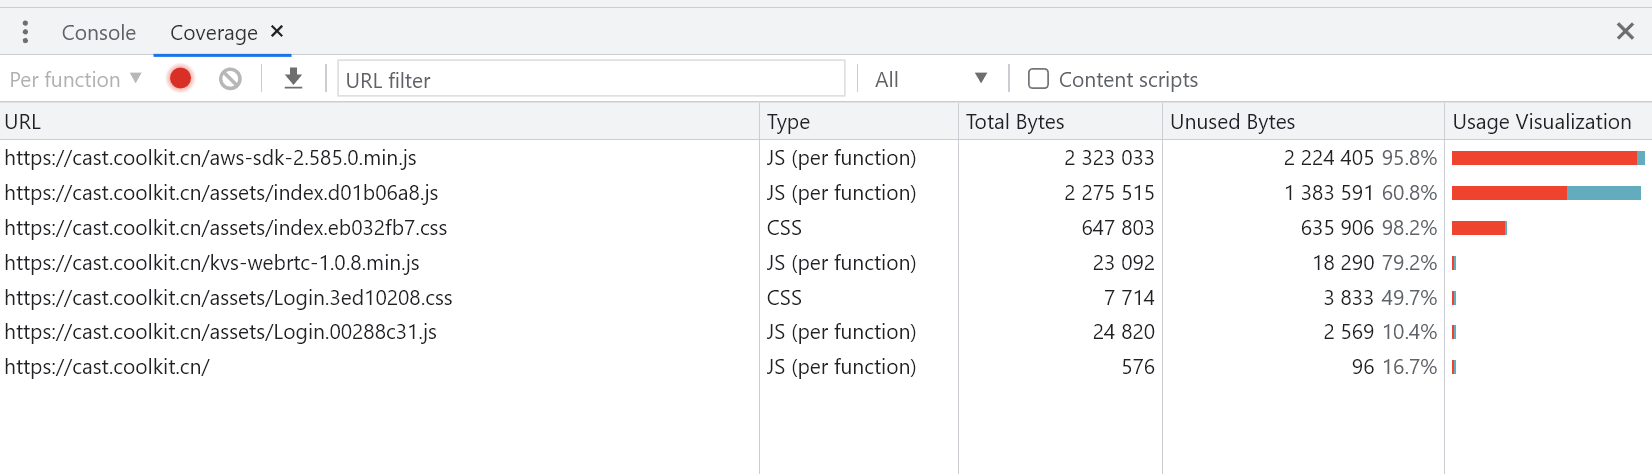 Console Coverage ×
Per function URL filter All Content scripts
URL Type Total Bytes Unused Bytes Usage Visualization
https://cast.coolkit.cn/aws-sdk-2.585.0.min.js JS (per function) 2 323 033 2 224 405 95.8%
https://cast.coolkit.cn/assets/index.d01b06a8.js JS (per function) 2 275 515 1 383 591 60.8%
https://cast.coolkit.cn/assets/index.eb032fb7.css CSS 647 803 635 906 98.2%
https://cast.coolkit.cn/kvs-webrtc-1.0.8.min.js JS (per function) 23 092 18 290 79.2%
https://cast.coolkit.cn/assets/Login.3ed10208.css CSS 7 714 3 833 49.7%
https://cast.coolkit.cn/assets/Login.00288c31.js JS (per function) 24 820 2 569 10.4%
https://cast.coolkit.cn/ JS (per function) 576 96 16.7%